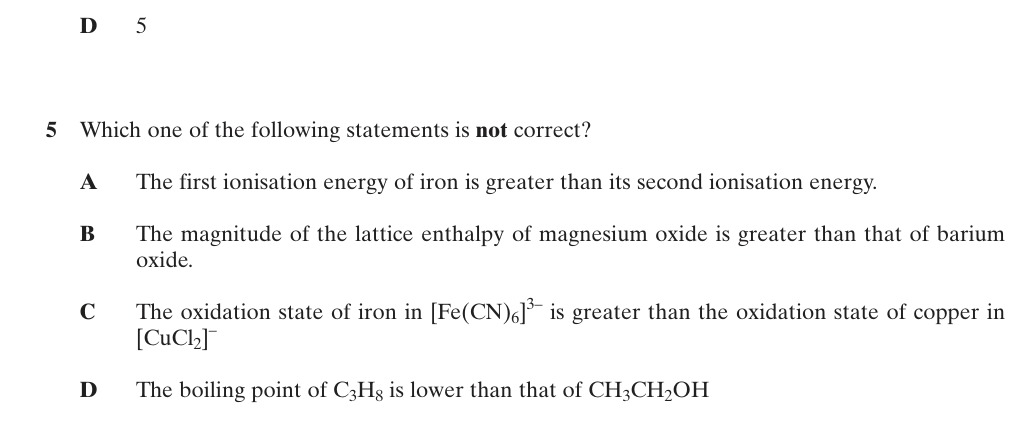 D 5
5 Which one of the following statements is not correct?
A The first ionisation energy of iron is greater than its second ionisation energy.
B The magnitude of the lattice enthalpy of magnesium oxide is greater than that of barium
oxide.
C The oxidation state of iron in [Fe(CN)₆]³⁻ is greater than the oxidation state of copper in
[CuCl₂]⁻
D The boiling point of C₃H₈ is lower than that of CH₃CH₂OH